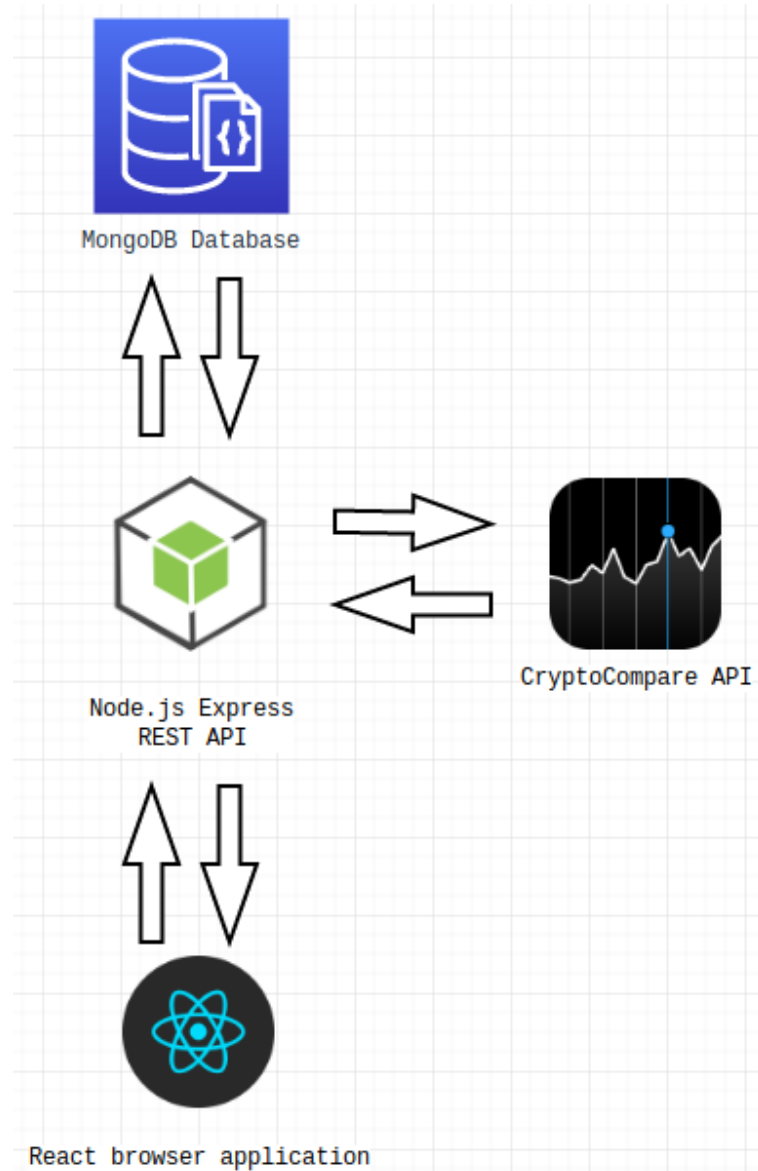 {}
MongoDB Database
CryptoCompare API
Node.js Express
REST API
React browser application